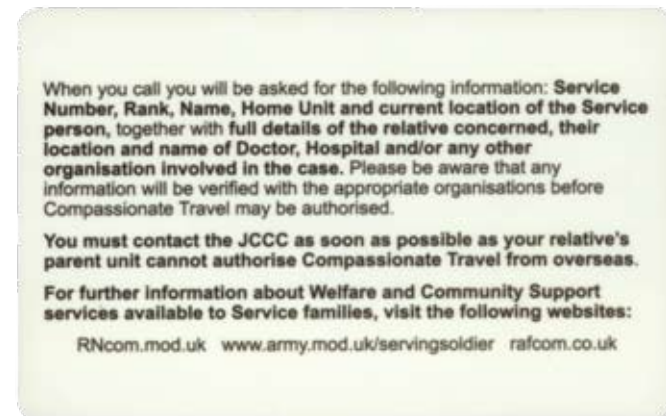 When you call you will be asked for the following information: Service
Number, Rank, Name, Home Unit and current location of the Service
person, together with full details of the relative concerned, their
location and name of Doctor, Hospital and/or any other
organisation involved in the case. Please be aware that any
information will be verified with the appropriate organisations before
Compassionate Travel may be authorised.
You must contact the JCCC as soon as possible as your relative's
parent unit cannot authorise Compassionate Travel from overseas.
For further information about Welfare and Community Support
services available to Service families, visit the following websites:
RNcom.mod.uk www.army.mod.uk/servingsoldier rafcom.co.uk